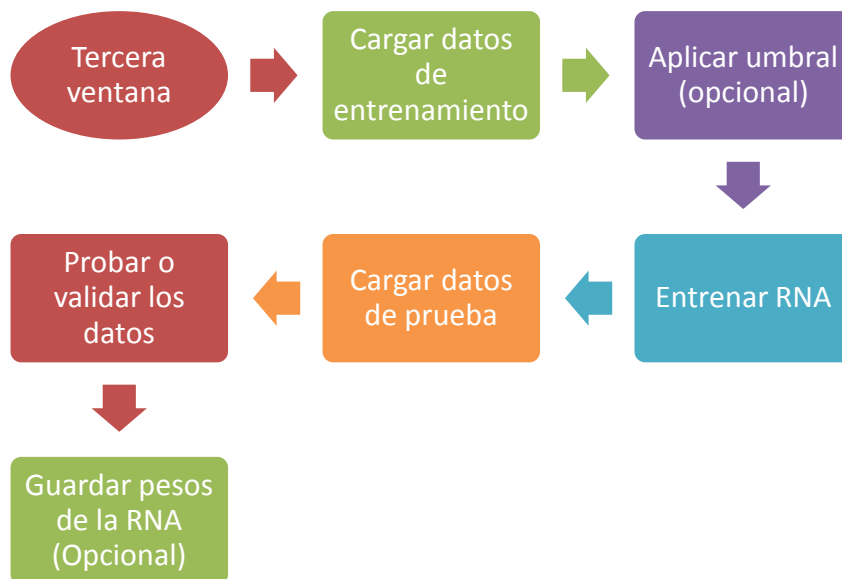 Tercera
ventana
Cargar datos
de
entrenamiento
Aplicar umbral
(opcional)
Entrenar RNA
Cargar datos
de prueba
Probar o
validar los
datos
Guardar pesos
de la RNA
(Opcional)